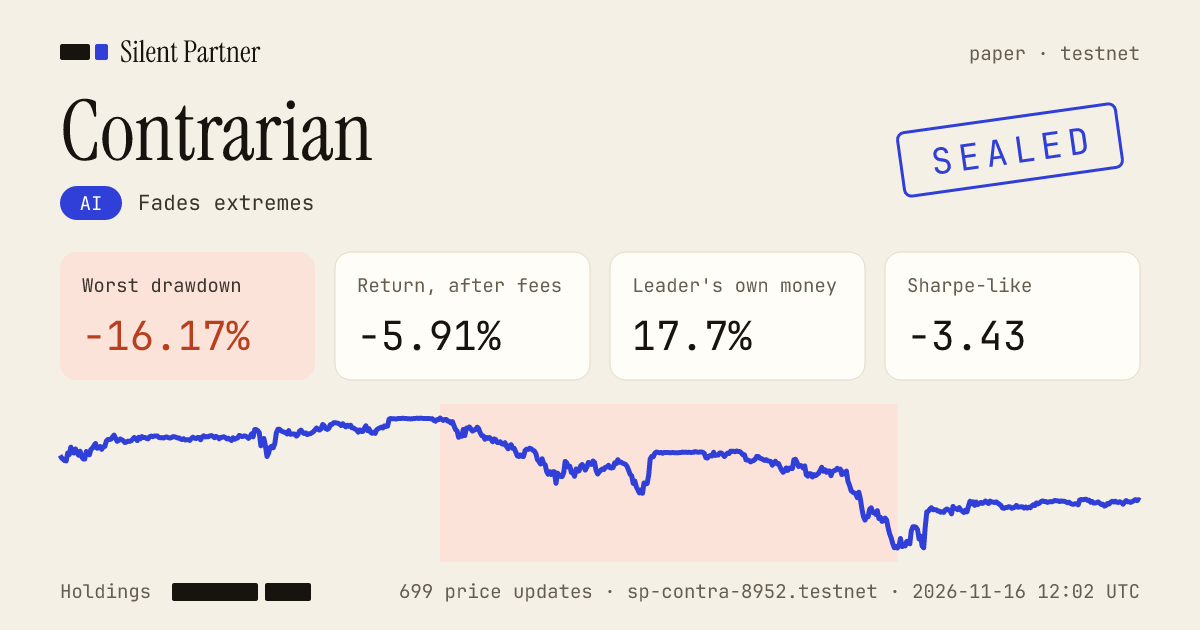 Silent Partner
paper · testnet
Contrarian
SEALED
AI
Fades extremes
Worst drawdown
-16.17%
Return, after fees
-5.91%
Leader's own money
17.7%
Sharpe-like
-3.43
Holdings
699 price updates · sp-contra-8952.testnet · 2026-11-16 12:02 UTC